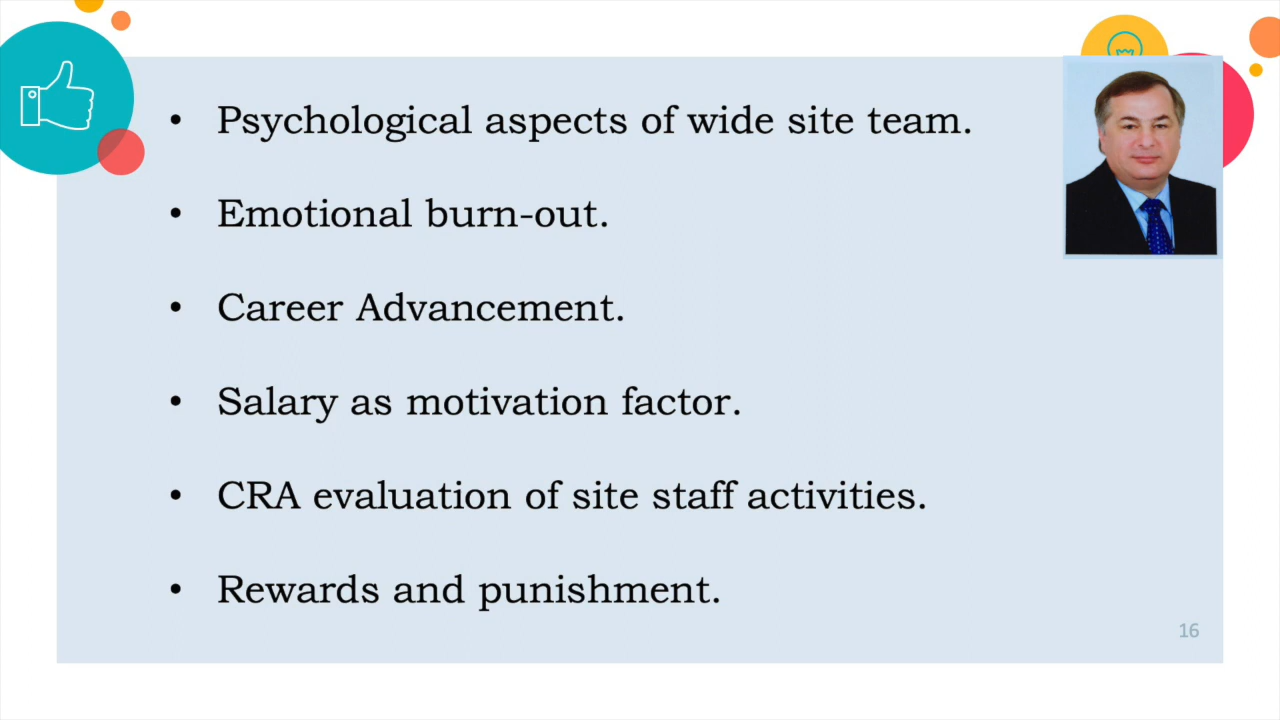 • Psychological aspects of wide site team.
• Emotional burn-out.
• Career Advancement.
• Salary as motivation factor.
• CRA evaluation of site staff activities.
• Rewards and punishment.
16